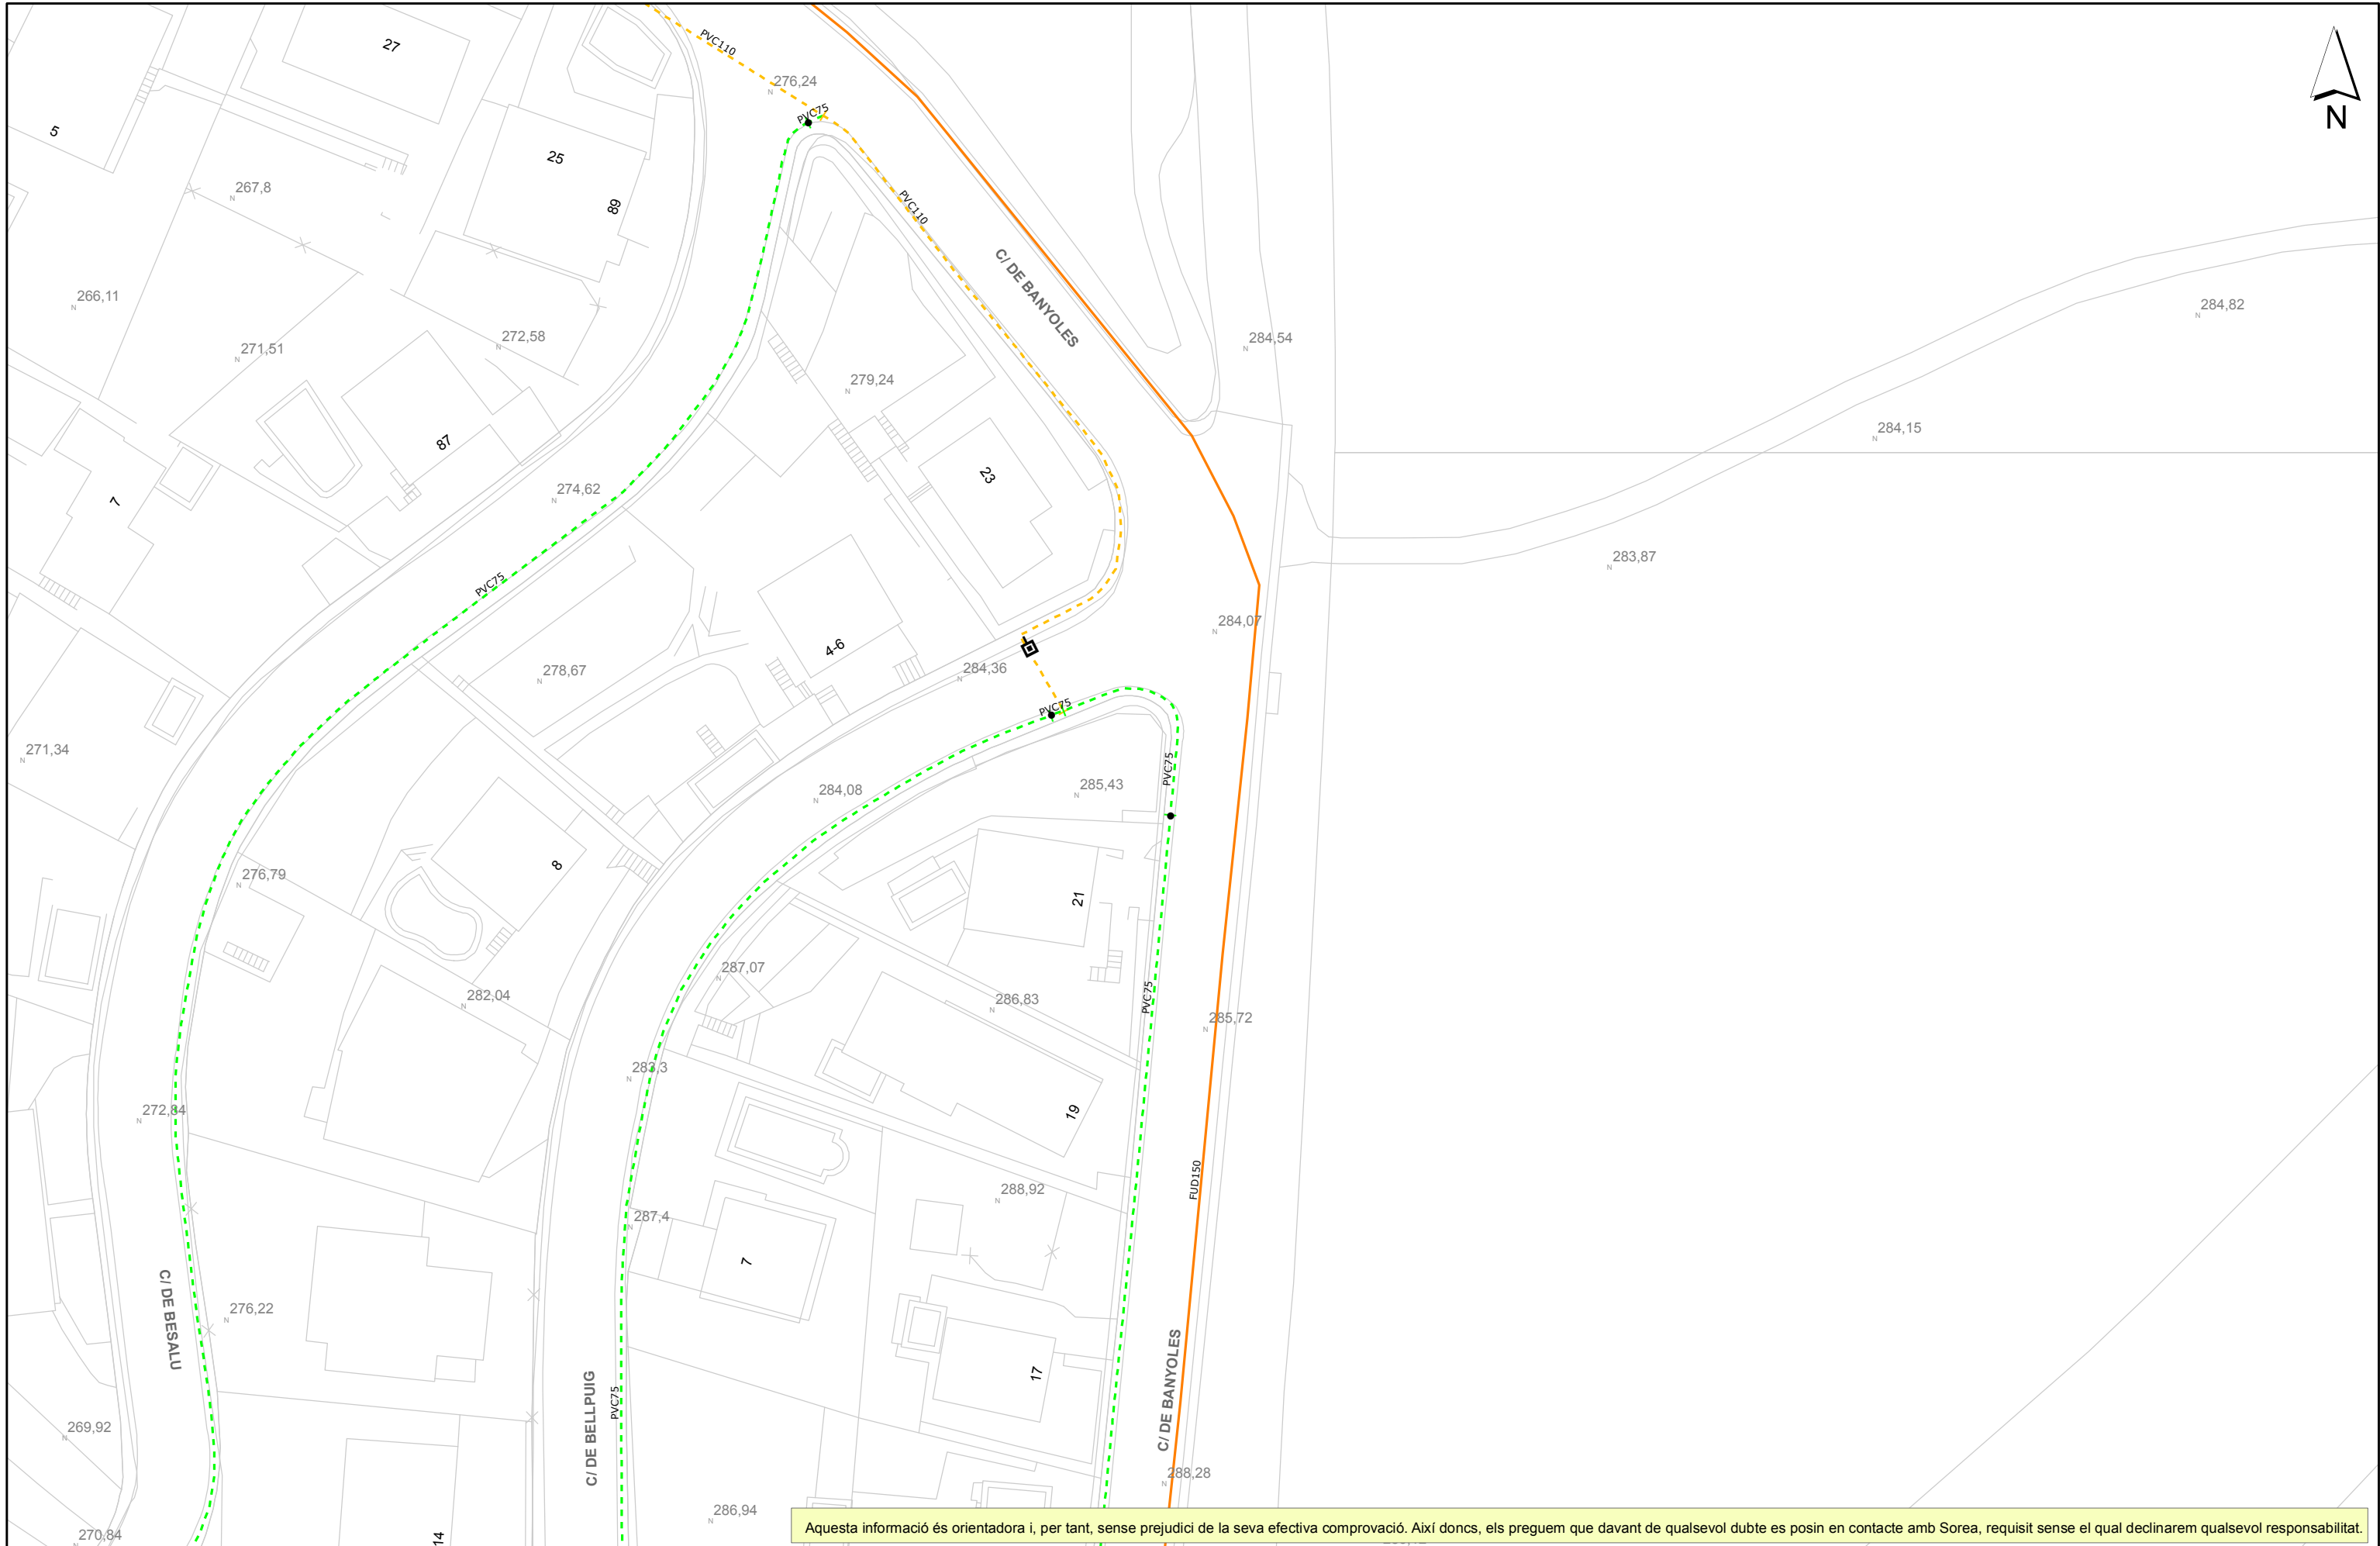 PVC110
27
276,24
PVC75
N
N
5
25
267,8
N
89
PVC110
C/ DE BANYOLES
266,11
N
284,82
N
272,58
N
284,54
N
271,51
N
279,24
N
87
284,15
N
23
7
274,62
N
283,87
N
PVC75
284,07
N
4-6
284,36
N
278,67
N
PVC75
271,34
N
PVC75
285,43
N
284,08
N
8
276,79
N
21
287,07
N
282,04
N
286,83
N
PVC75
285,72
N
283,3
N
272,84
N
19
FUD150
288,92
N
287,4
N
7
C/ DE BESALU
276,22
N
17
C/ DE BANYOLES
C/ DE BELLPUIG
PVC75
269,92
N
288,28
N
286,94
N
14
270,84
N
Aquesta informació és orientadora i, per tant, sense prejudici de la seva efectiva comprovació. Així doncs, els preguem que davant de qualsevol dubte es posin en contacte amb Sorea, requisit sense el qual declinarem qualsevol responsabilitat.